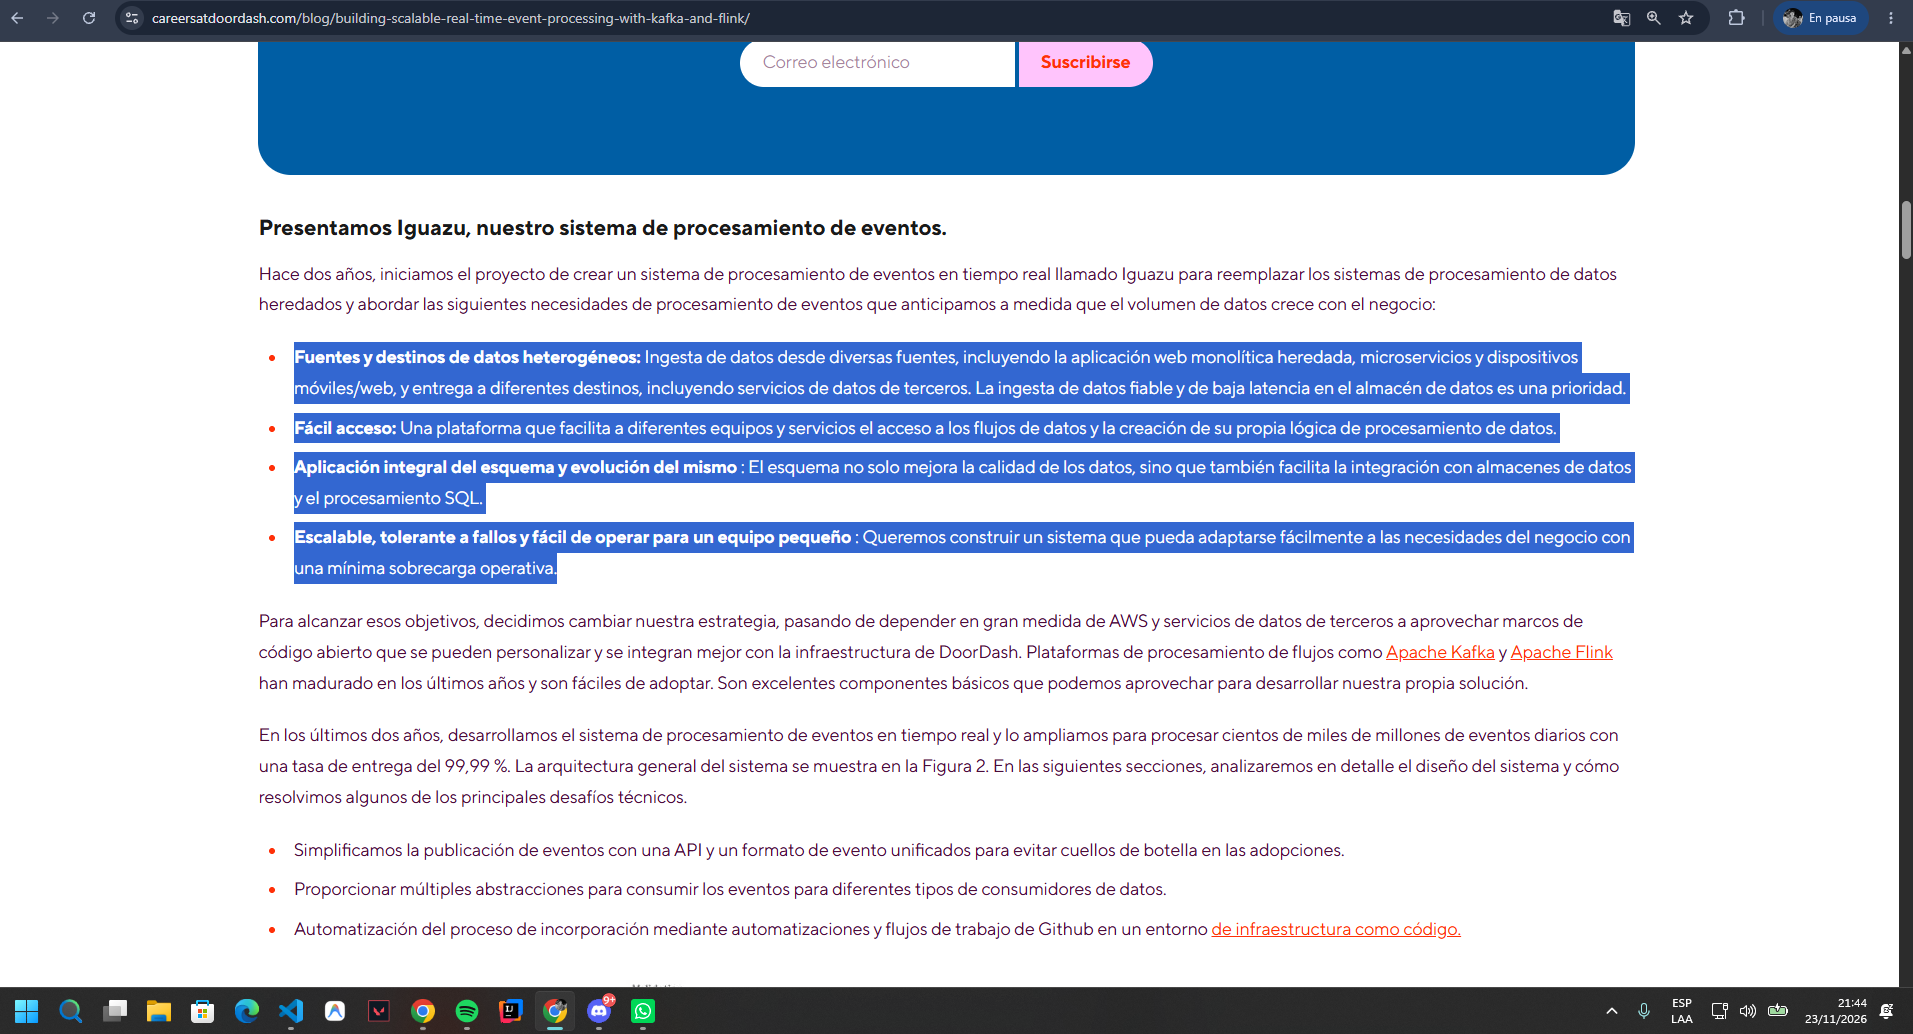 careersatdoordash.com/blog/building-scalable-real-time-event-processing-with-kafka-and-flink/
En pausa
Correo electrónico
Suscribirse
Presentamos Iguazu, nuestro sistema de procesamiento de eventos.
Hace dos años, iniciamos el proyecto de crear un sistema de procesamiento de eventos en tiempo real llamado Iguazu para reemplazar los sistemas de procesamiento de datos
heredados y abordar las siguientes necesidades de procesamiento de eventos que anticipamos a medida que el volumen de datos crece con el negocio:
Fuentes y destinos de datos heterogéneos: Ingesta de datos desde diversas fuentes, incluyendo la aplicación web monolítica heredada, microservicios y dispositivos
móviles/web, y entrega a diferentes destinos, incluyendo servicios de datos de terceros. La ingesta de datos fiable y de baja latencia en el almacén de datos es una prioridad.
Fácil acceso: Una plataforma que facilita a diferentes equipos y servicios el acceso a los flujos de datos y la creación de su propia lógica de procesamiento de datos.
Aplicación integral del esquema y evolución del mismo : El esquema no solo mejora la calidad de los datos, sino que también facilita la integración con almacenes de datos
y el procesamiento SQL.
Escalable, tolerante a fallos y fácil de operar para un equipo pequeño : Queremos construir un sistema que pueda adaptarse fácilmente a las necesidades del negocio con
una mínima sobrecarga operativa.
Para alcanzar esos objetivos, decidimos cambiar nuestra estrategia, pasando de depender en gran medida de AWS y servicios de datos de terceros a aprovechar marcos de
código abierto que se pueden personalizar y se integran mejor con la infraestructura de DoorDash. Plataformas de procesamiento de flujos como Apache Kafka y Apache Flink
han madurado en los últimos años y son fáciles de adoptar. Son excelentes componentes básicos que podemos aprovechar para desarrollar nuestra propia solución.
En los últimos dos años, desarrollamos el sistema de procesamiento de eventos en tiempo real y lo ampliamos para procesar cientos de miles de millones de eventos diarios con
una tasa de entrega del 99,99 %. La arquitectura general del sistema se muestra en la Figura 2. En las siguientes secciones, analizaremos en detalle el diseño del sistema y cómo
resolvimos algunos de los principales desafíos técnicos.
Simplificamos la publicación de eventos con una API y un formato de evento unificados para evitar cuellos de botella en las adopciones.
Proporcionar múltiples abstracciones para consumir los eventos para diferentes tipos de consumidores de datos.
Automatización del proceso de incorporación mediante automatizaciones y flujos de trabajo de Github en un entorno de infraestructura como código.
9+
ESP
LAA
21:44
23/11/2026